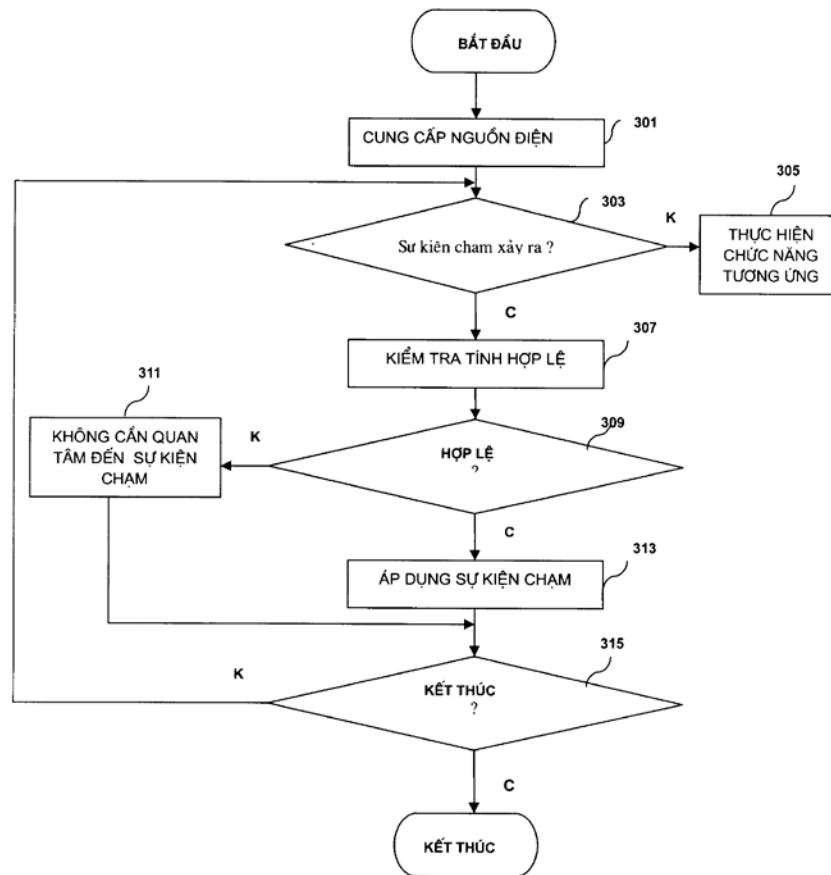 BẮT ĐẦU
CUNG CẤP NGUỒN ĐIỆN
301
303
Sư kiên cham xảy ra ?
K
305
THỰC HIỆN
CHỨC NĂNG
TƯƠNG ỨNG
C
KIỂM TRA TÍNH HỢP LỆ
307
311
KHÔNG CẦN QUAN
TÂM ĐẾN SỰ KIỆN
CHẠM
K
HỢP LỆ
?
309
C
ÁP DỤNG SỰ KIỆN CHẠM
313
K
KẾT THÚC
?
315
C
KẾT THÚC